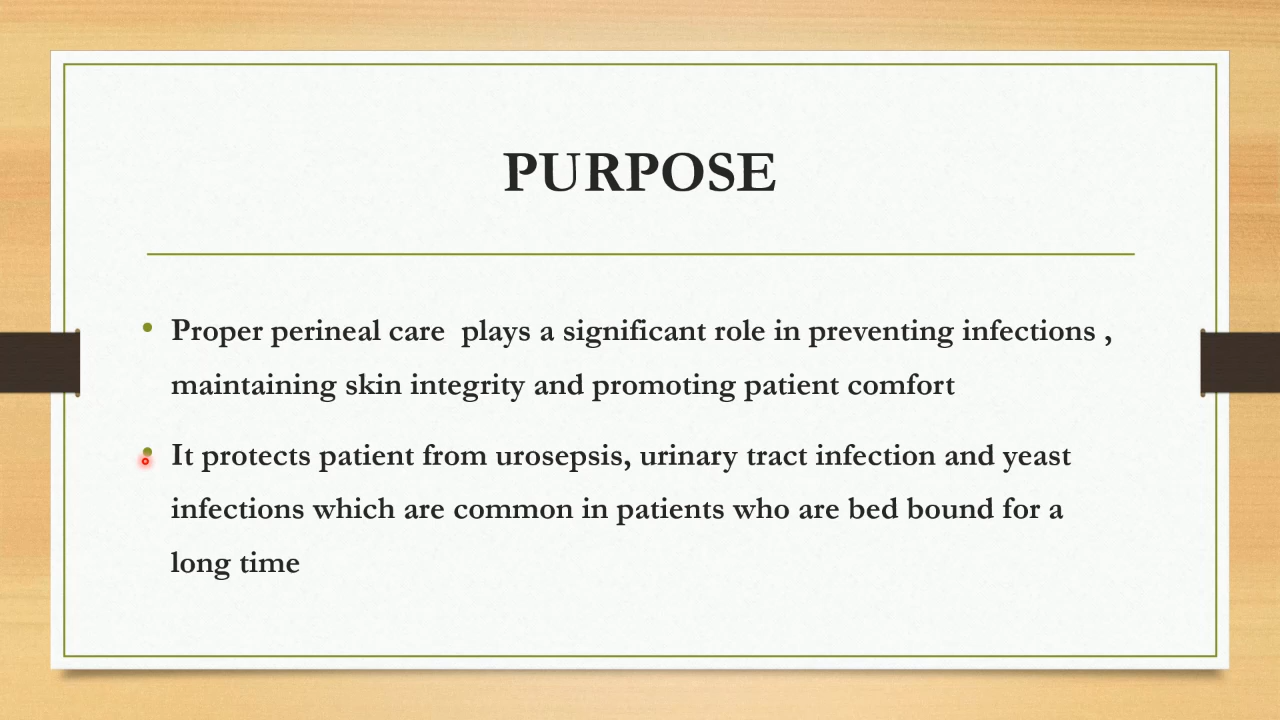 PURPOSE
• Proper perineal care  plays a significant role in preventing infections ,
maintaining skin integrity and promoting patient comfort
• It protects patient from urosepsis, urinary tract infection and yeast
infections which are common in patients who are bed bound for a
long time